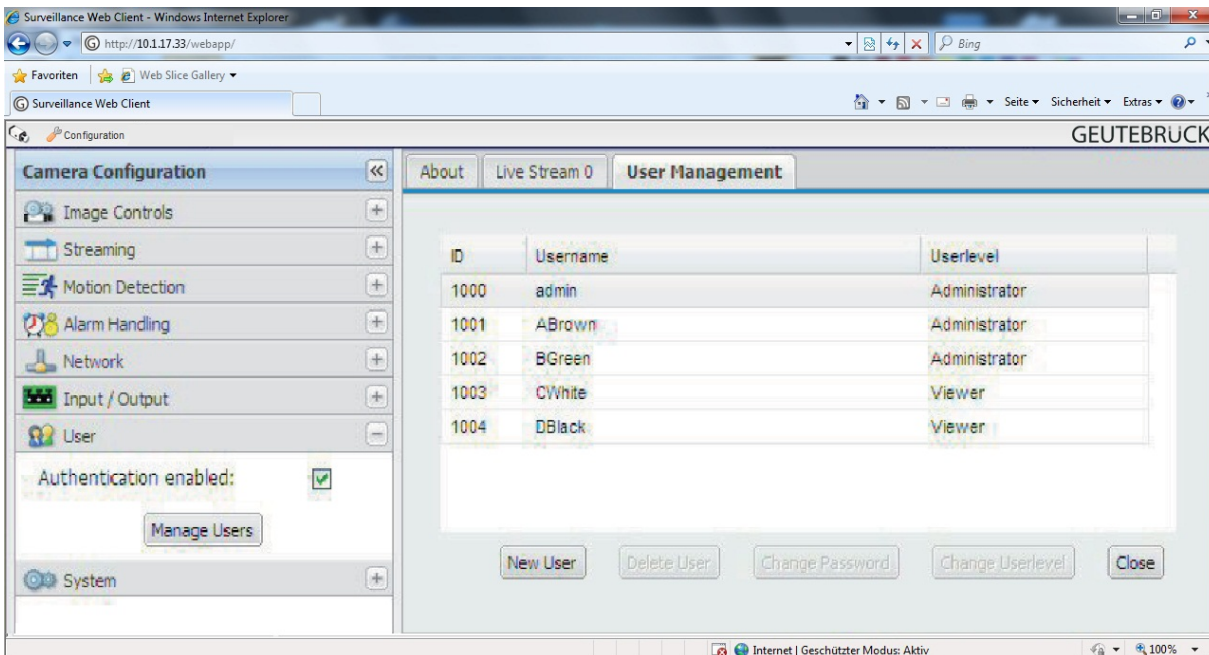 Surveillance Web Client - Windows Internet Explorer
http://10.1.17.33/webapp/
Bing
Favoriten Web Slice Gallery
Surveillance Web Client
Seite Sicherheit Extras
Configuration
GEUTEBRÜCK
Camera Configuration
About Live Stream 0 User Management
Image Controls
Streaming
Motion Detection
Alarm Handling
Network
Input / Output
User
Authentication enabled:
Manage Users
System
ID Username Userlevel
1000 admin Administrator
1001 ABrown Administrator
1002 BGreen Administrator
1003 CWhite Viewer
1004 DBlack Viewer
New User Delete User Change Password Change Userlevel Close
Internet | Geschützter Modus: Aktiv
100%